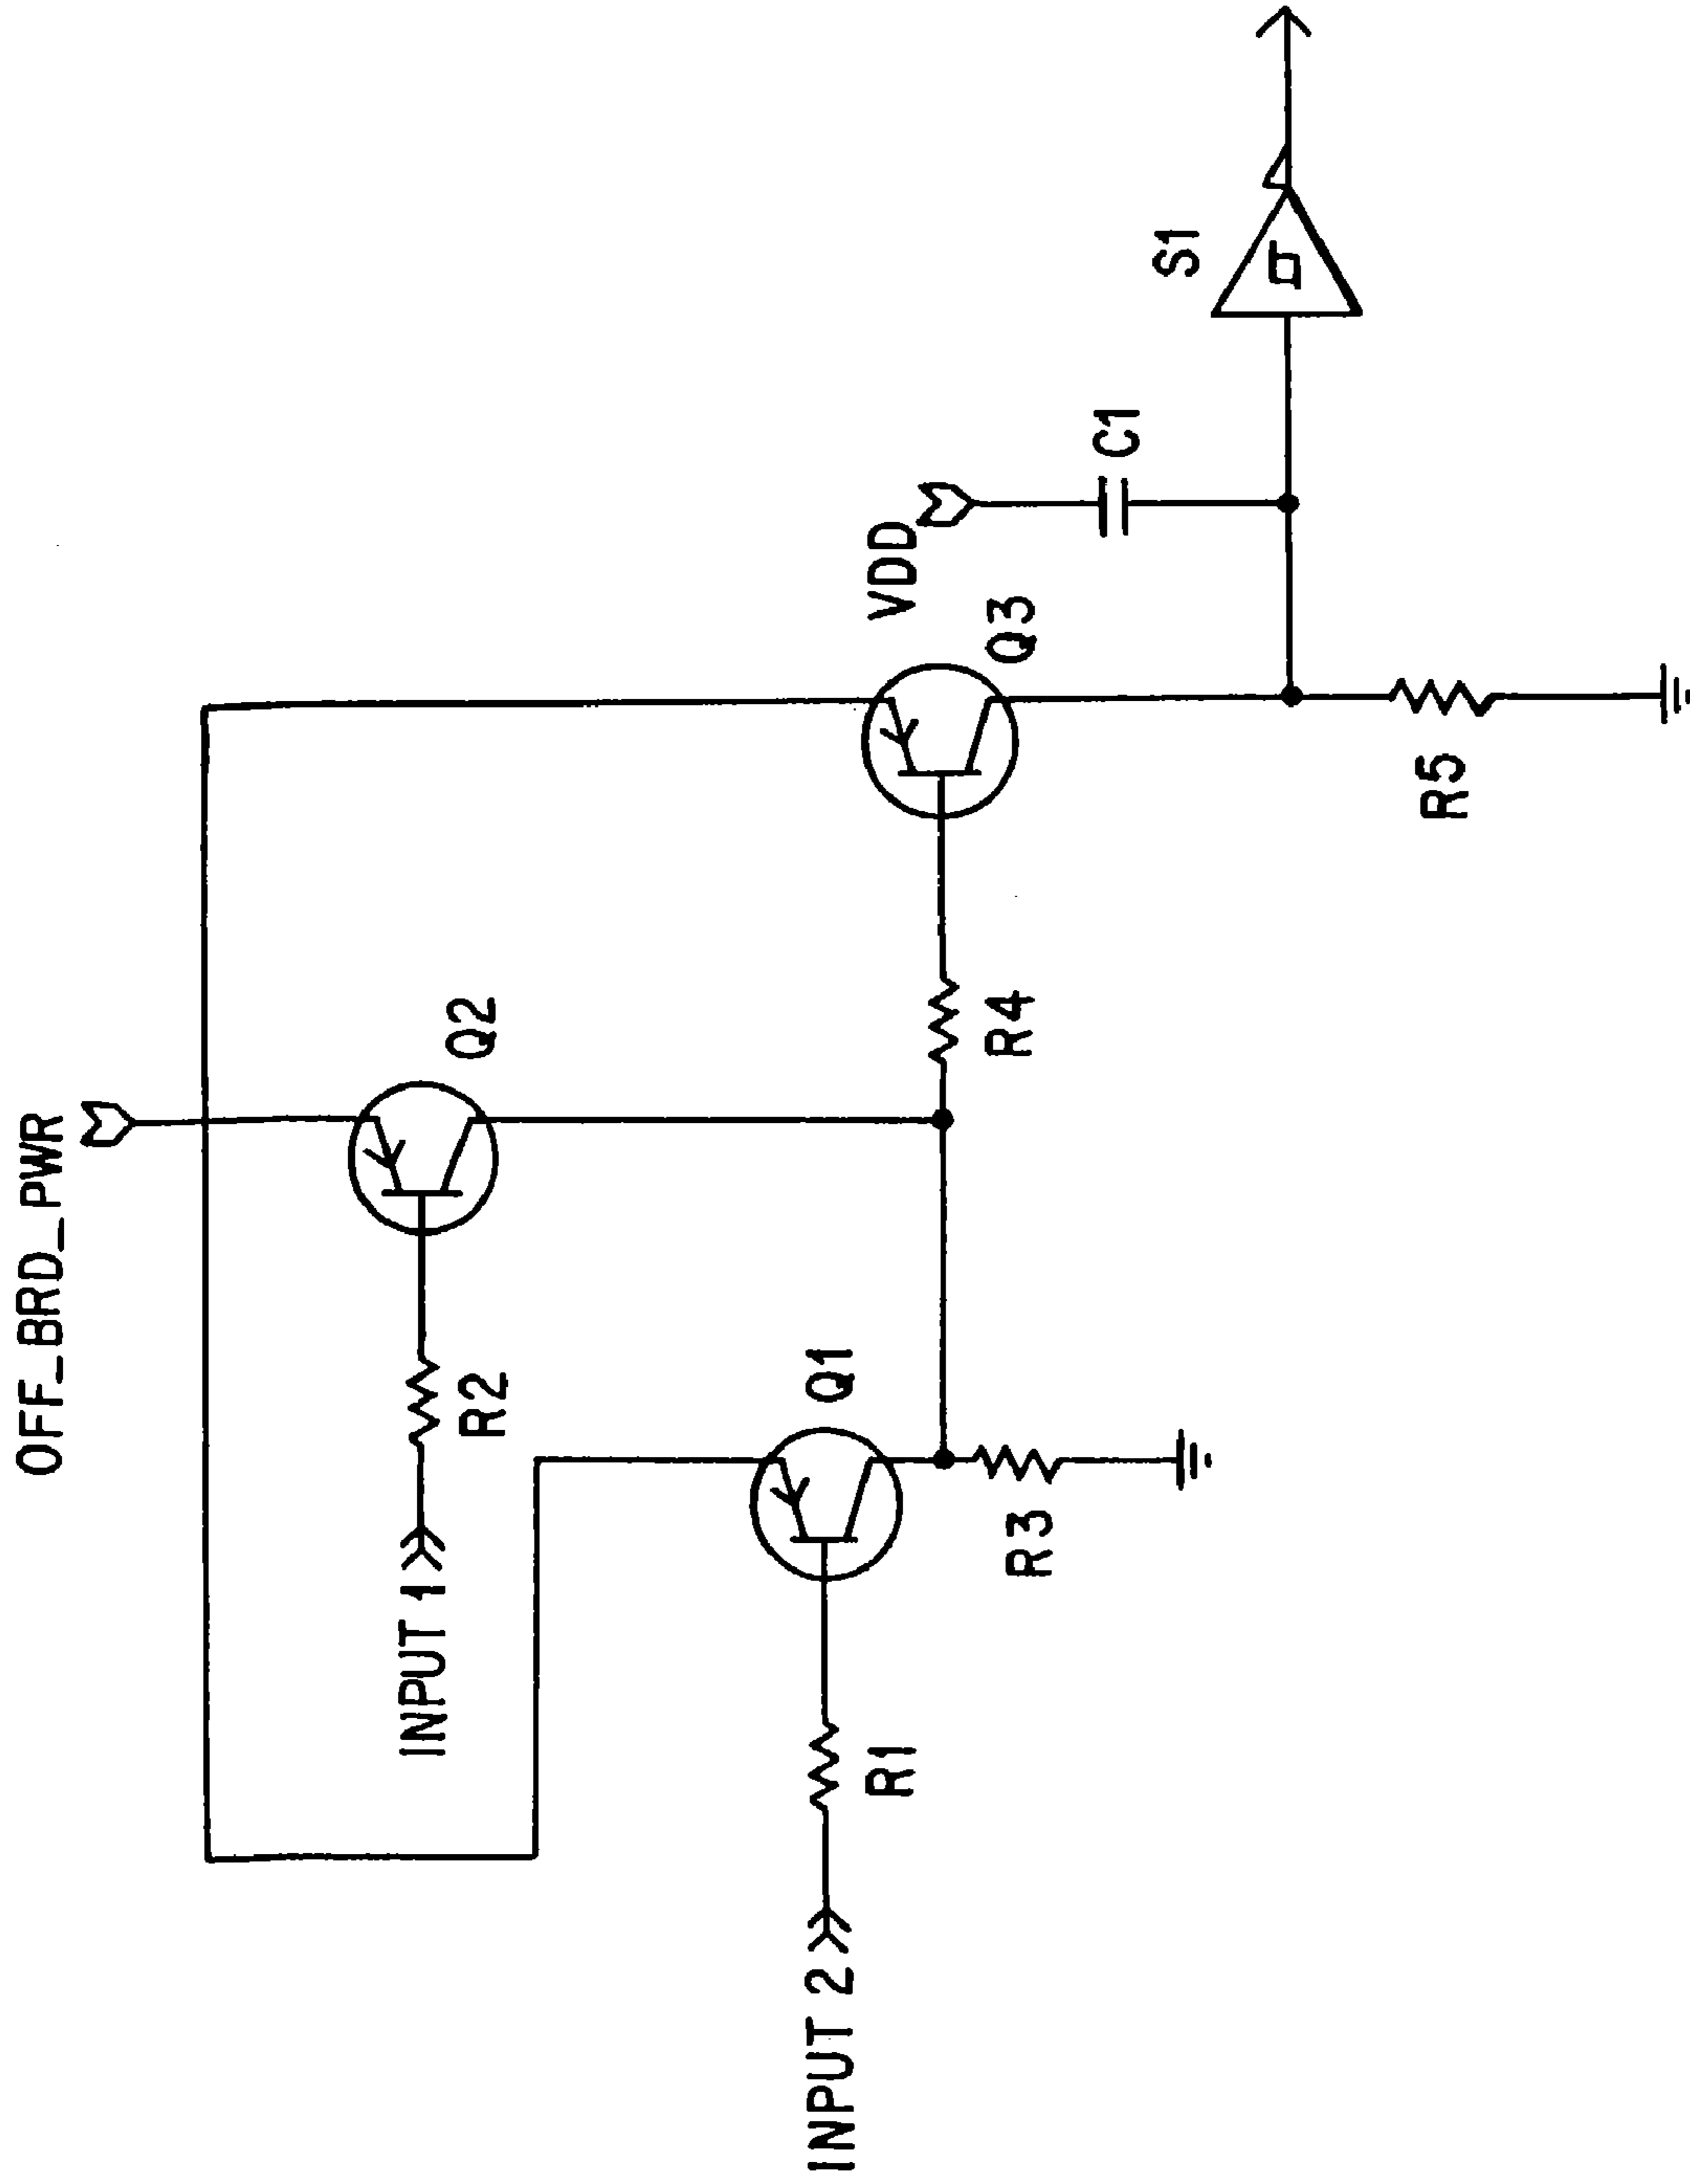 OFF_BRD_PWR
INPUT 1
R2
Q2
INPUT 2
R1
Q1
R3
R4
Q3
VDD
C1
R5
S1